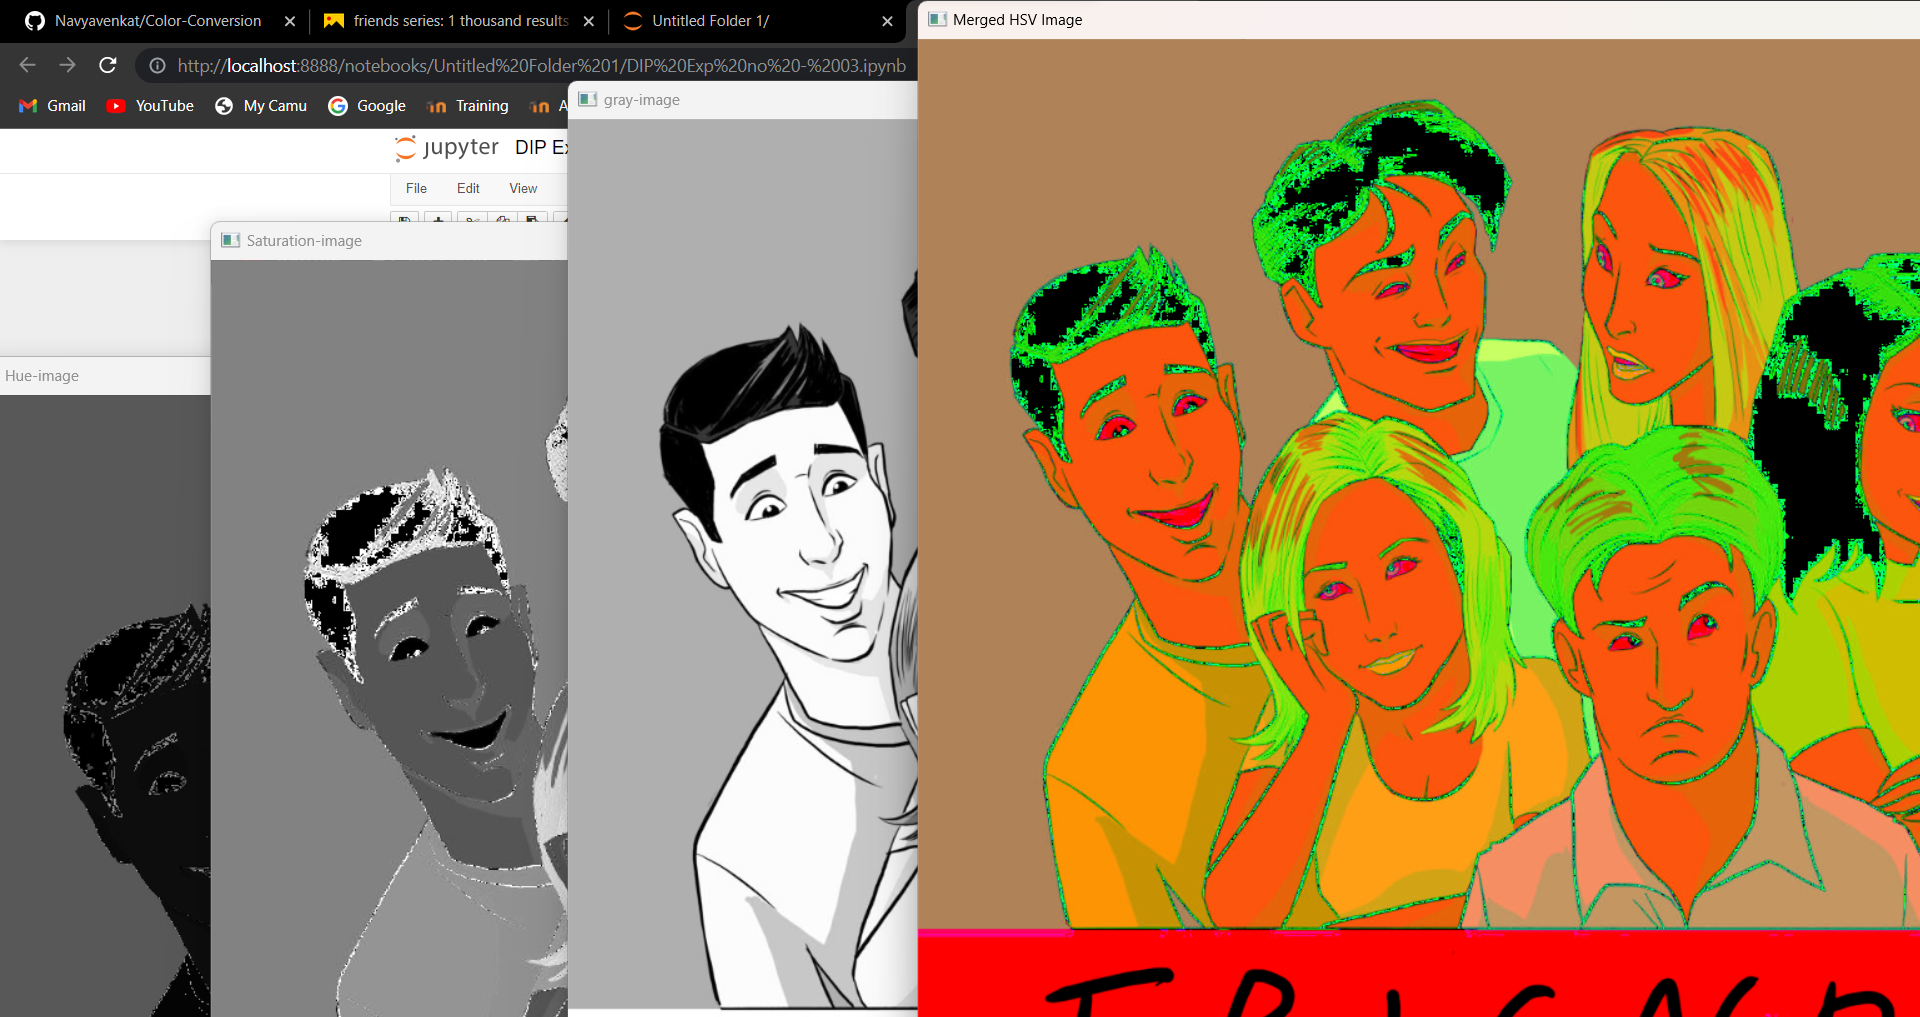 Navyavenkat/Color-Conversion
friends series: 1 thousand results
Untitled Folder 1/
Merged HSV Image
http://localhost:8888/notebooks/Untitled%20Folder%201/DIP%20Exp%20no%20-%2003.ipynb
Gmail
YouTube
My Camu
Google
Training
A
gray-image
jupyter
DIP Ex
File
Edit
View
Saturation-image
Hue-image